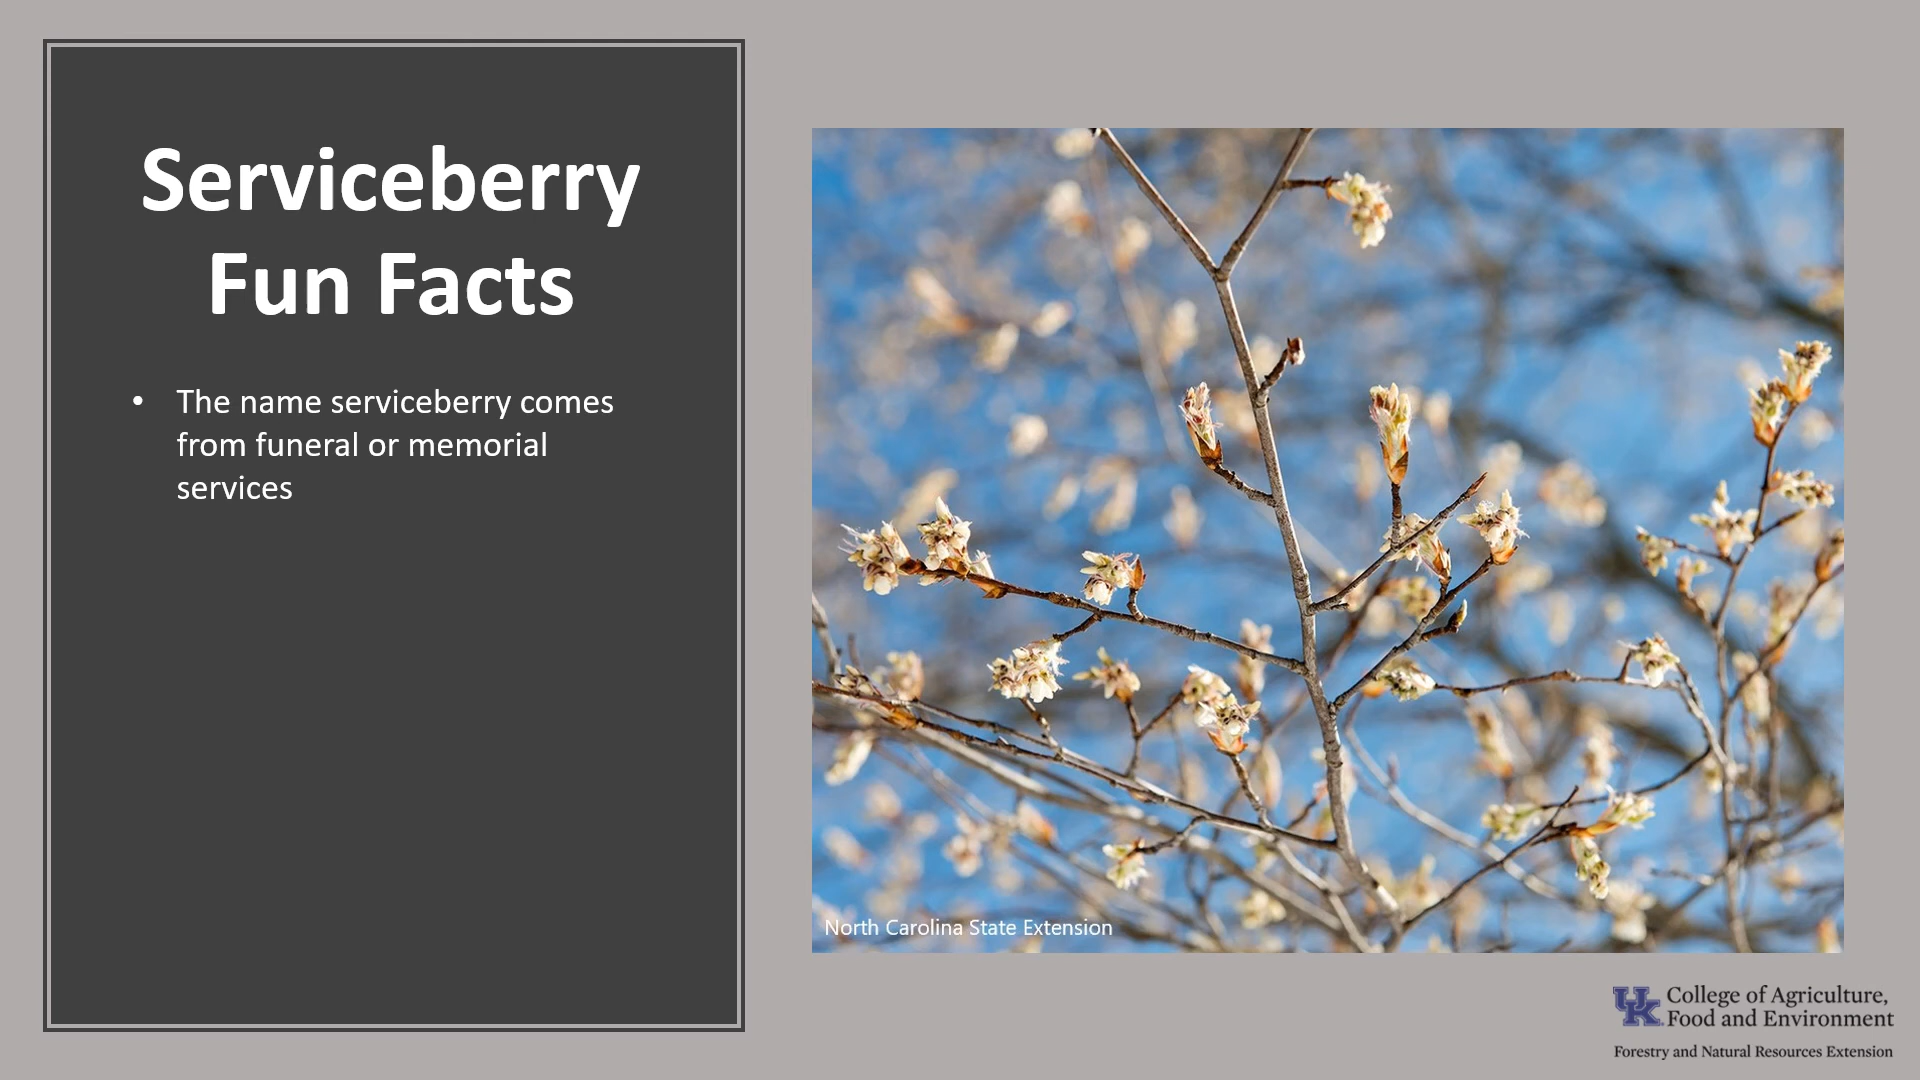 Serviceberry
Fun Facts
• The name serviceberry comes
from funeral or memorial
services
North Carolina State Extension
UK College of Agriculture,
Food and Environment
Forestry and Natural Resources Extension